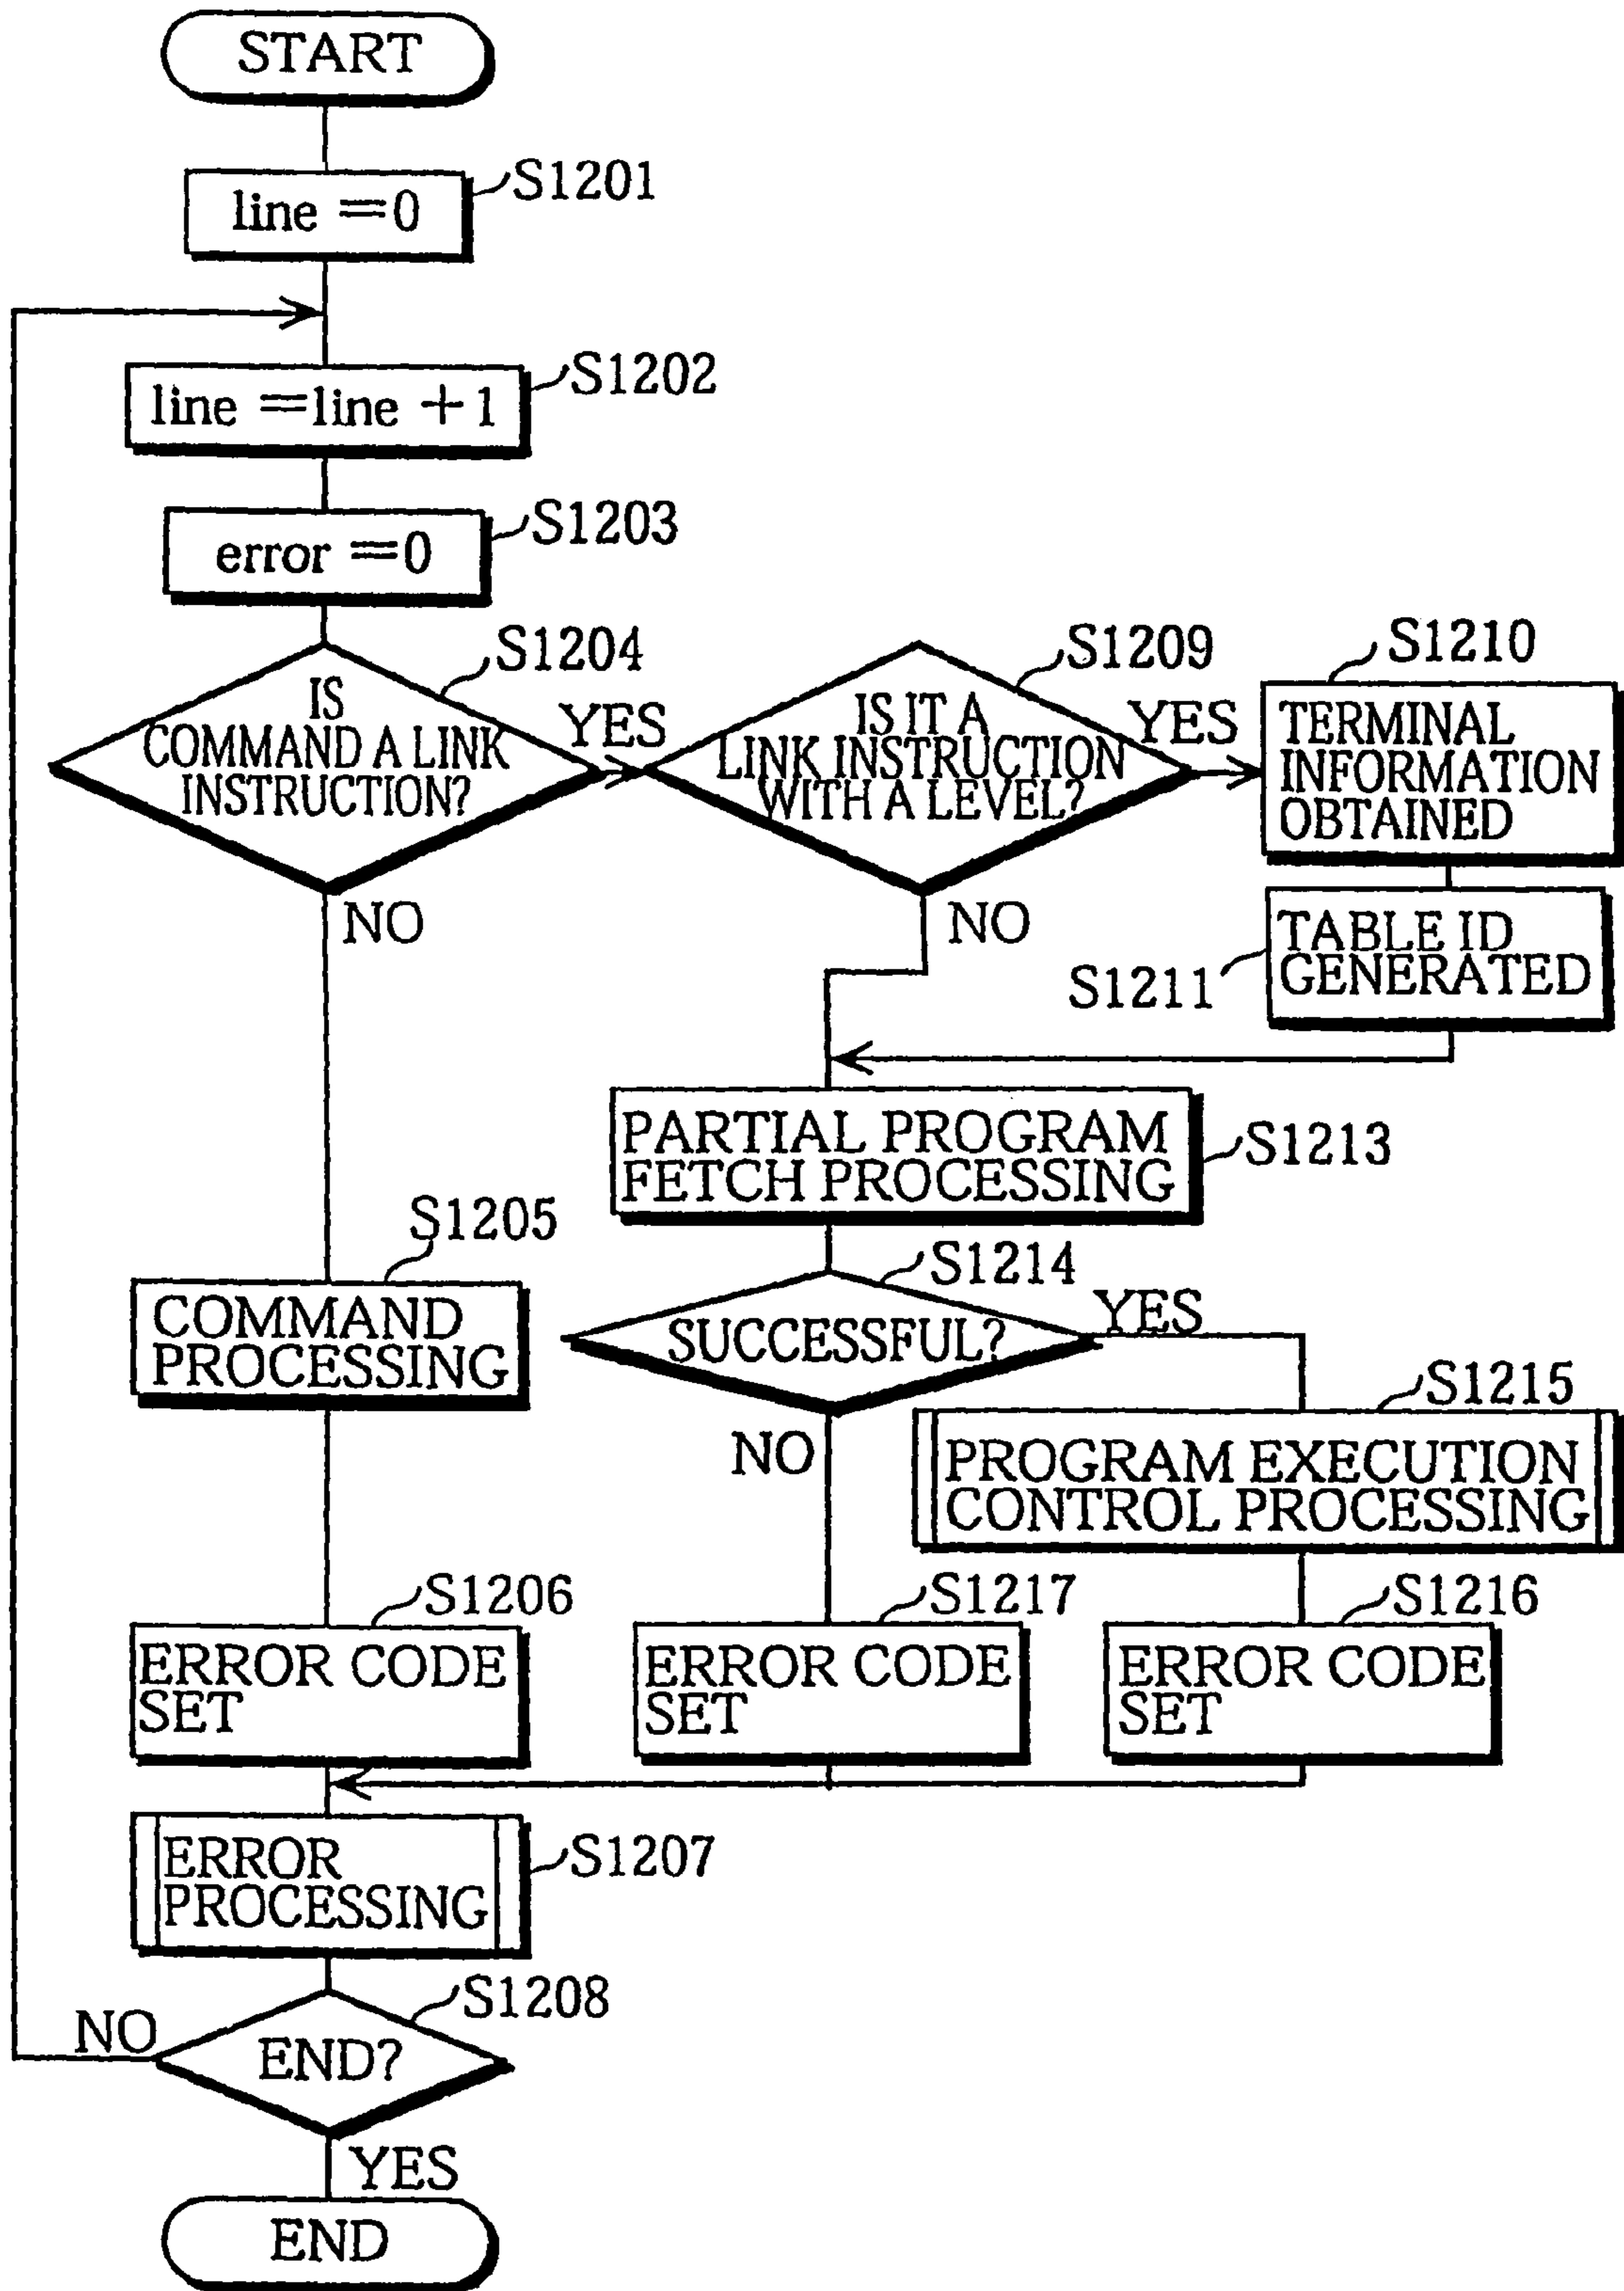 START
S1201
line = 0
S1202
line = line + 1
S1203
error = 0
S1204
IS
COMMAND A LINK
INSTRUCTION?
YES
NO
S1209
IS IT A
LINK INSTRUCTION
WITH A LEVEL?
YES
NO
S1210
TERMINAL
INFORMATION
OBTAINED
S1211
TABLE ID
GENERATED
PARTIAL PROGRAM
FETCH PROCESSING
S1213
S1205
COMMAND
PROCESSING
S1214
SUCCESSFUL?
YES
NO
S1215
PROGRAM EXECUTION
CONTROL PROCESSING
S1206
ERROR CODE
SET
S1217
ERROR CODE
SET
S1216
ERROR CODE
SET
ERROR
PROCESSING
S1207
S1208
END?
NO
YES
END